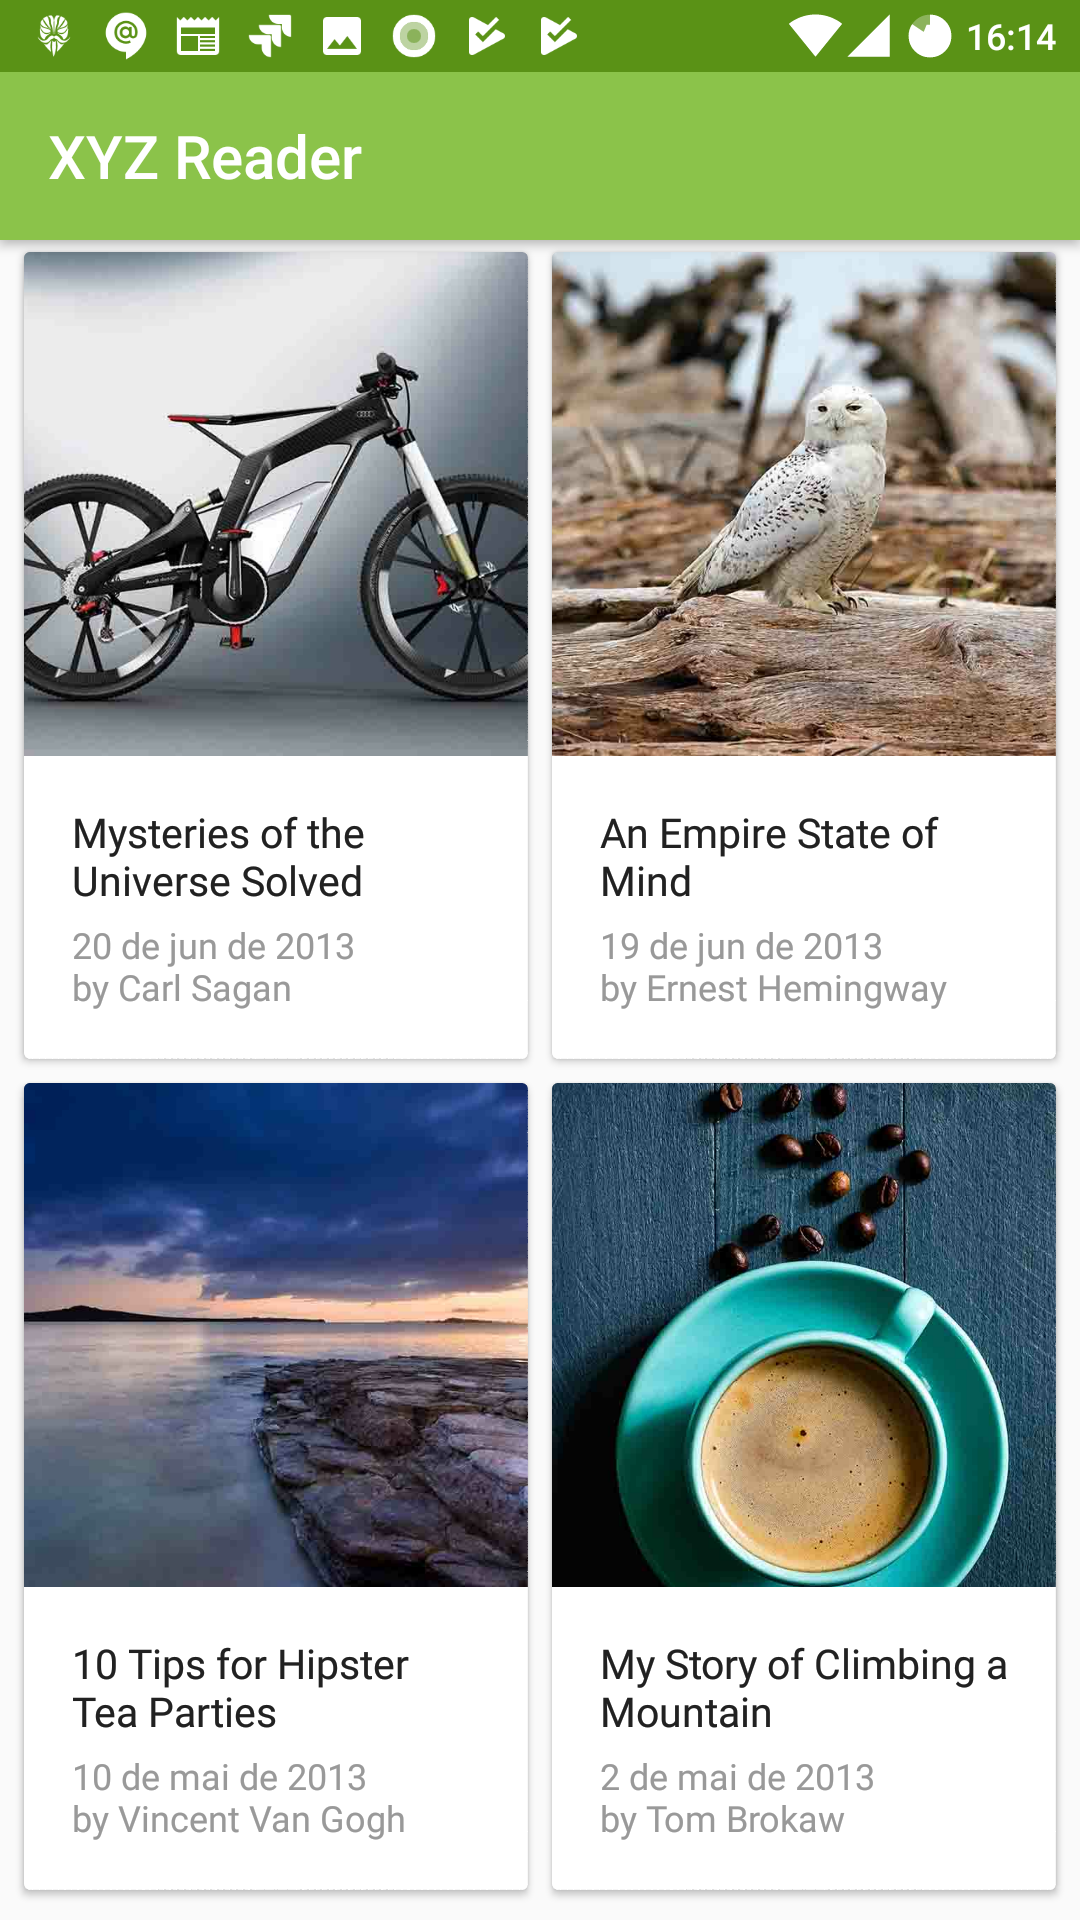 16:14
XYZ Reader
Mysteries of the
Universe Solved
20 de jun de 2013
by Carl Sagan
An Empire State of
Mind
19 de jun de 2013
by Ernest Hemingway
10 Tips for Hipster
Tea Parties
10 de mai de 2013
by Vincent Van Gogh
My Story of Climbing a
Mountain
2 de mai de 2013
by Tom Brokaw